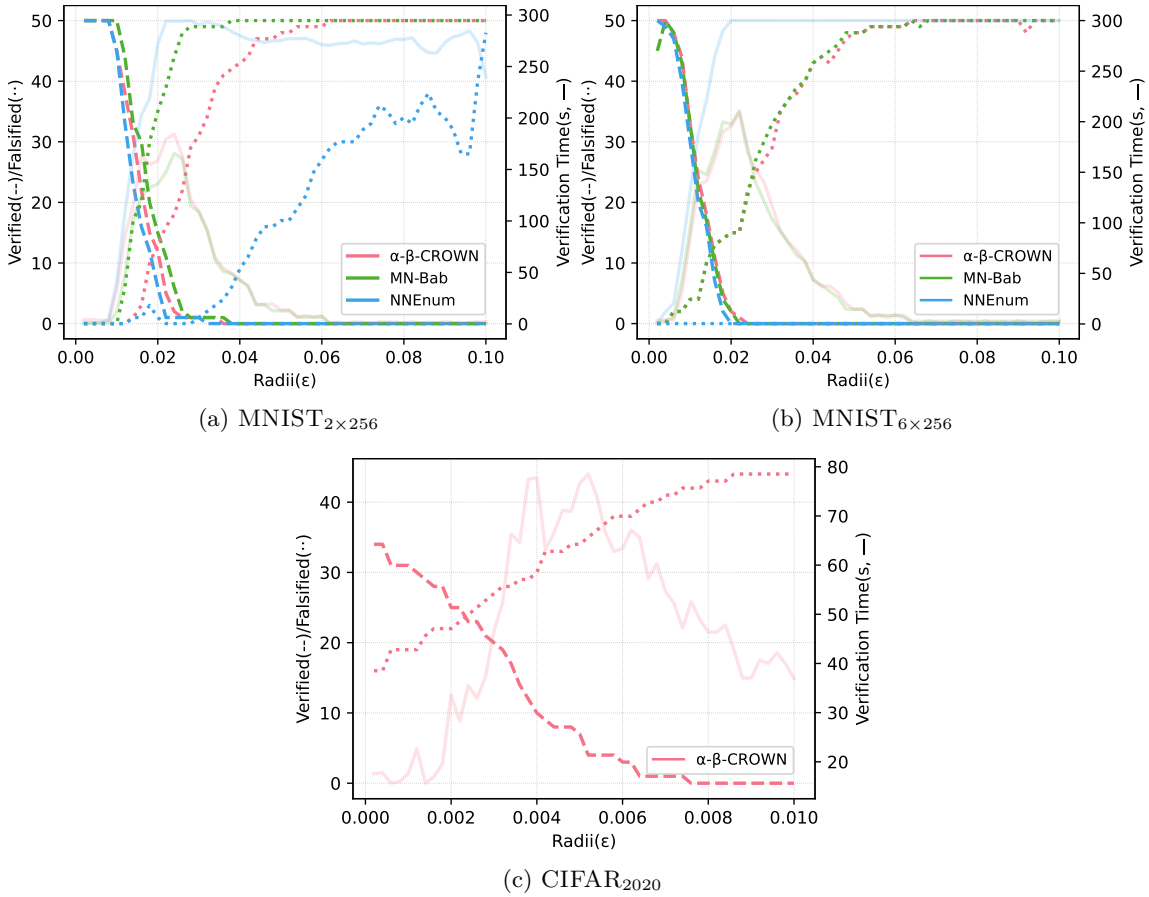 Verified(--)/Falsified(··)
50
40
30
20
10
0
300
250
200
150
100
50
0
Verification Time(s, —)
α-β-CROWN
MN-Bab
NNEnum
0.00 0.02 0.04 0.06 0.08 0.10
Radii(ε)
(a) MNIST2×256
Verified(--)/Falsified(··)
50
40
30
20
10
0
300
250
200
150
100
50
0
Verification Time(s, —)
α-β-CROWN
MN-Bab
NNEnum
0.00 0.02 0.04 0.06 0.08 0.10
Radii(ε)
(b) MNIST6×256
Verified(--)/Falsified(··)
40
30
20
10
0
80
70
60
50
40
30
20
Verification Time(s, —)
α-β-CROWN
0.000 0.002 0.004 0.006 0.008 0.010
Radii(ε)
(c) CIFAR2020